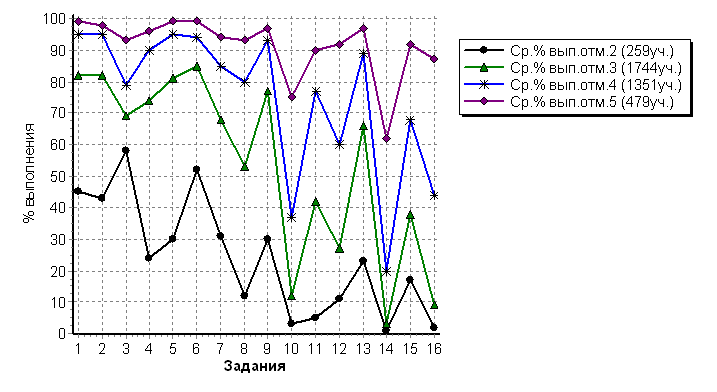 100
90
80
70
60
50
40
30
20
10
0
% выполнения
1 2 3 4 5 6 7 8 9 10 11 12 13 14 15 16
Задания
Ср.% вып.отм.2 (259уч.)
Ср.% вып.отм.3 (1744уч.)
Ср.% вып.отм.4 (1351уч.)
Ср.% вып.отм.5 (479уч.)